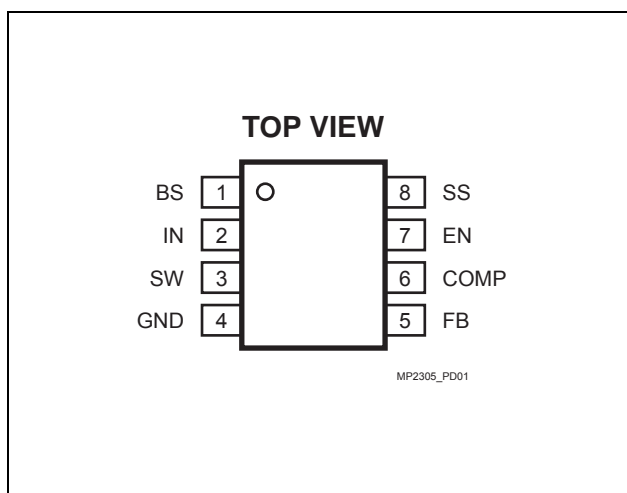 TOP VIEW
BS 1 8 SS
IN 2 7 EN
SW 3 6 COMP
GND 4 5 FB
MP2305_PD01